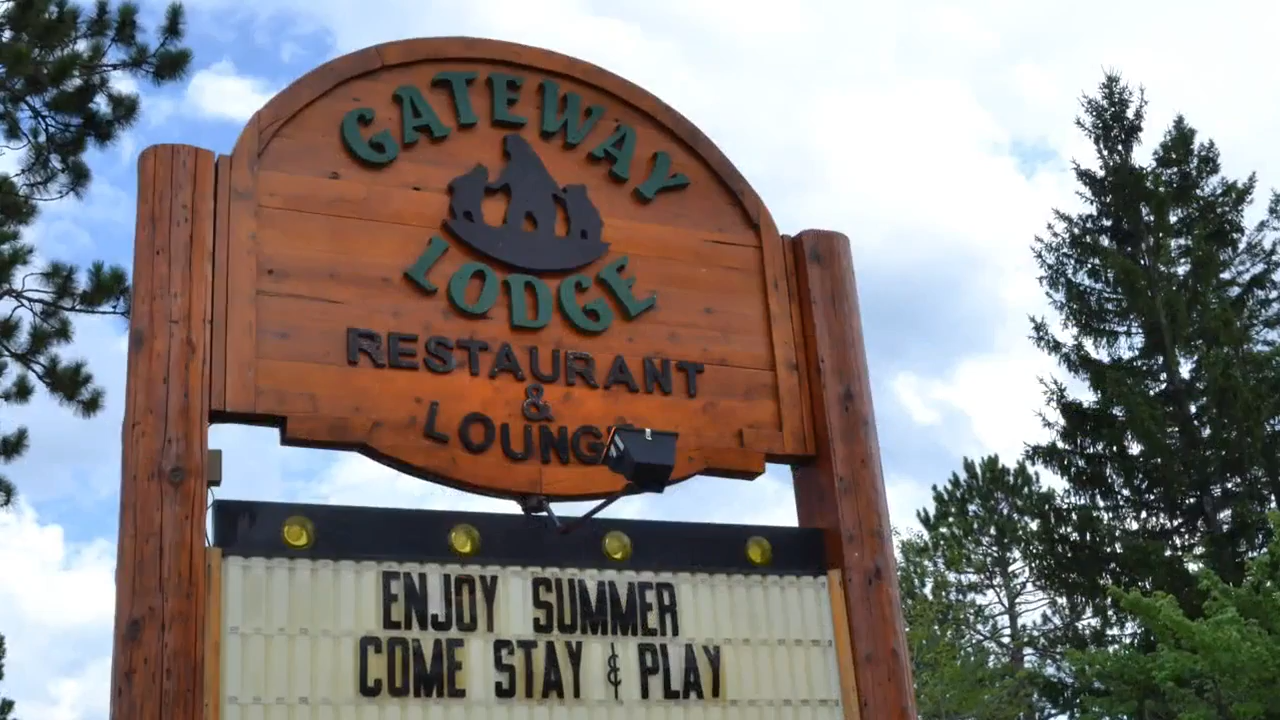 GATEWAY
LODGE
RESTAURANT
&
LOUNGE
ENJOY SUMMER
COME STAY & PLAY